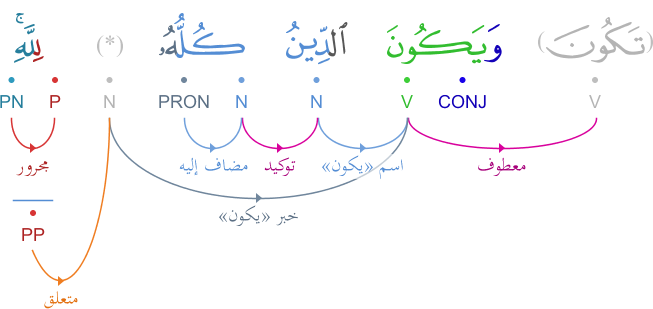 (تَكُونَ) وَيَكُونَ ٱلدِّينُ كُلُّهُۥ (*) لِلَّهِۚ
V CONJ V N N PRON N P PN
معطوف اسم «يكون» توكيد مضاف إليه مجرور
خبر «يكون»
PP
متعلق